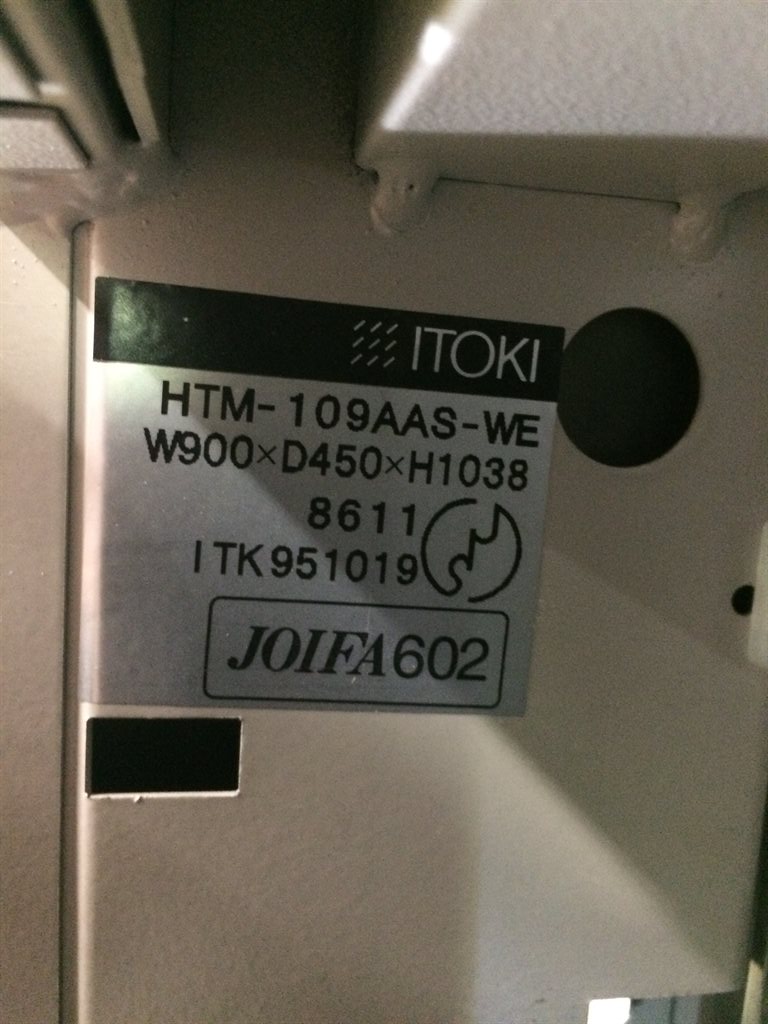 ITOKI
HTM-109AAS-WE
W900×D450×H1038
8611
ITK951019
JOIFA602